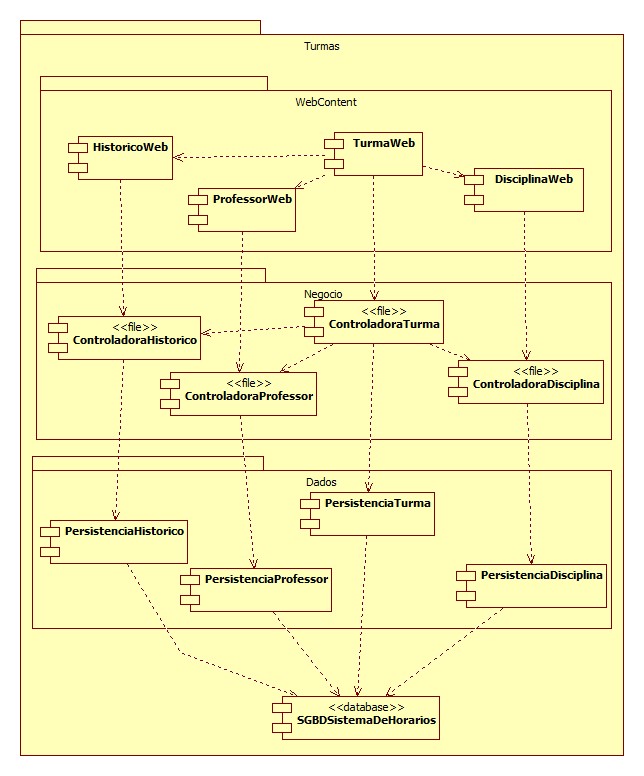 Turmas
WebContent
HistoricoWeb
TurmaWeb
ProfessorWeb
DisciplinaWeb
Negocio
<<file>>
ControladoraHistorico
<<file>>
ControladoraTurma
<<file>>
ControladoraProfessor
<<file>>
ControladoraDisciplina
Dados
PersistenciaHistorico
PersistenciaTurma
PersistenciaProfessor
PersistenciaDisciplina
<<database>>
SGBDSistemaDeHorarios